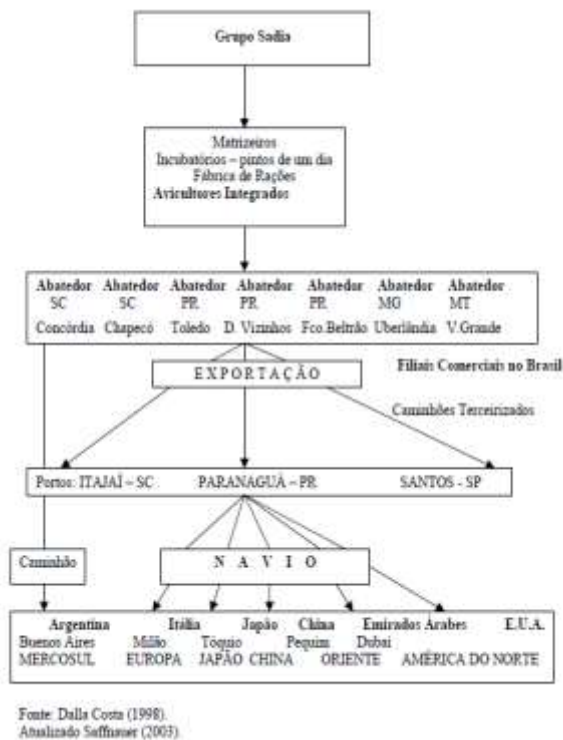 Grupo Sadia
Matrizeiros
Incubatórios – pintos de um dia
Fábrica de Rações
Avicultores Integrados
Abatedor Abatedor Abatedor Abatedor Abatedor Abatedor Abatedor
SC SC PR PR PR MG MT
Concórdia Chapecó Toledo D. Vizinhos Fco.Beltrão Uberlândia V.Grande
Filiais Comerciais no Brasil
E X P O R T A Ç Ã O
Caminhões Terceirizados
Portos: ITAJAÍ – SC PARANAGUÁ – PR SANTOS - SP
Caminhão
N A V I O
Argentina Itália Japão China Emirados Árabes E.U.A.
Buenos Aires Milão Tóquio Pequim Dubai
MERCOSUL EUROPA JAPÃO CHINA ORIENTE AMÉRICA DO NORTE
Fonte: Dalla Costa (1998).
Atualizado Saffnauer (2003).